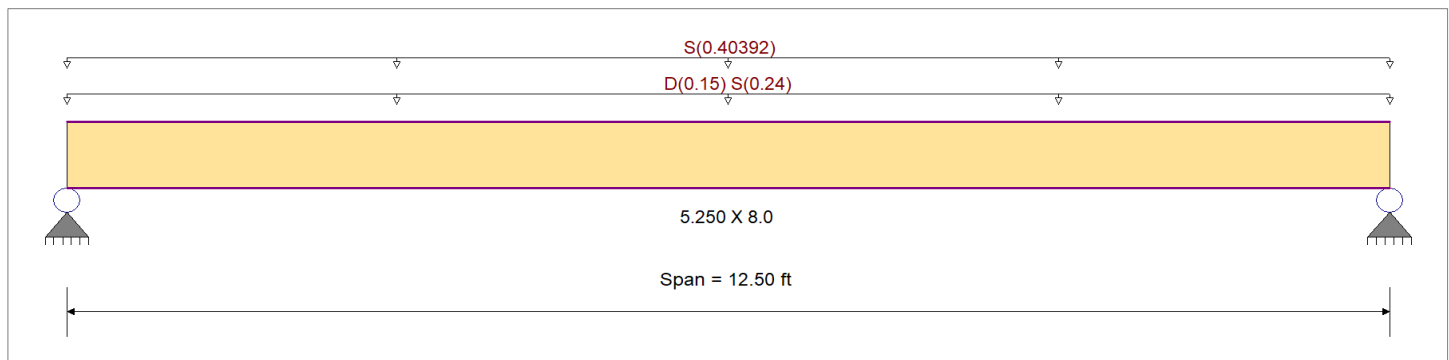 S(0.40392)
D(0.15) S(0.24)
5.250 X 8.0
Span = 12.50 ft